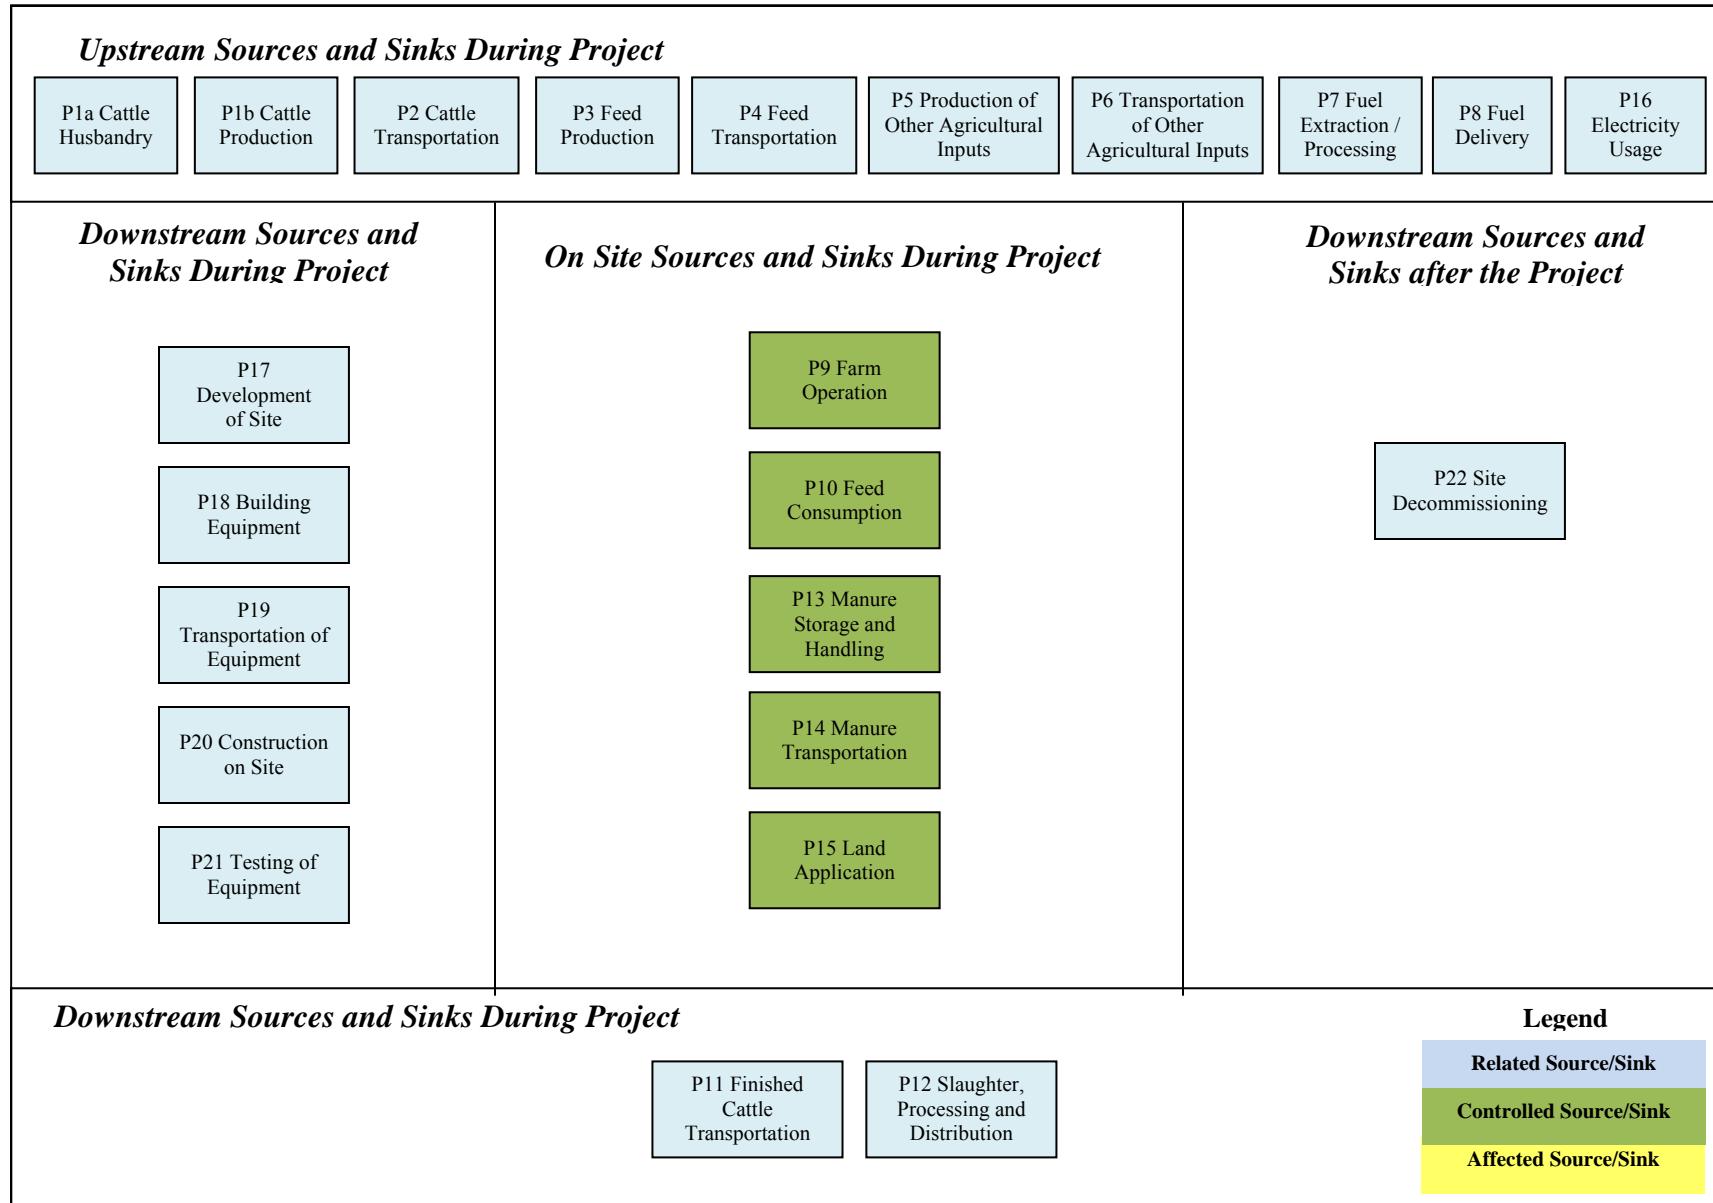 Upstream Sources and Sinks During Project
P1a Cattle
Husbandry
P1b Cattle
Production
P2 Cattle
Transportation
P3 Feed
Production
P4 Feed
Transportation
P5 Production of
Other Agricultural
Inputs
P6 Transportation
of Other
Agricultural Inputs
P7 Fuel
Extraction /
Processing
P8 Fuel
Delivery
P16
Electricity
Usage
Downstream Sources and
Sinks During Project
P17
Development
of Site
P18 Building
Equipment
P19
Transportation of
Equipment
P20 Construction
on Site
P21 Testing of
Equipment
On Site Sources and Sinks During Project
P9 Farm
Operation
P10 Feed
Consumption
P13 Manure
Storage and
Handling
P14 Manure
Transportation
P15 Land
Application
Downstream Sources and
Sinks after the Project
P22 Site
Decommissioning
Downstream Sources and Sinks During Project
P11 Finished
Cattle
Transportation
P12 Slaughter,
Processing and
Distribution
Legend
Related Source/Sink
Controlled Source/Sink
Affected Source/Sink